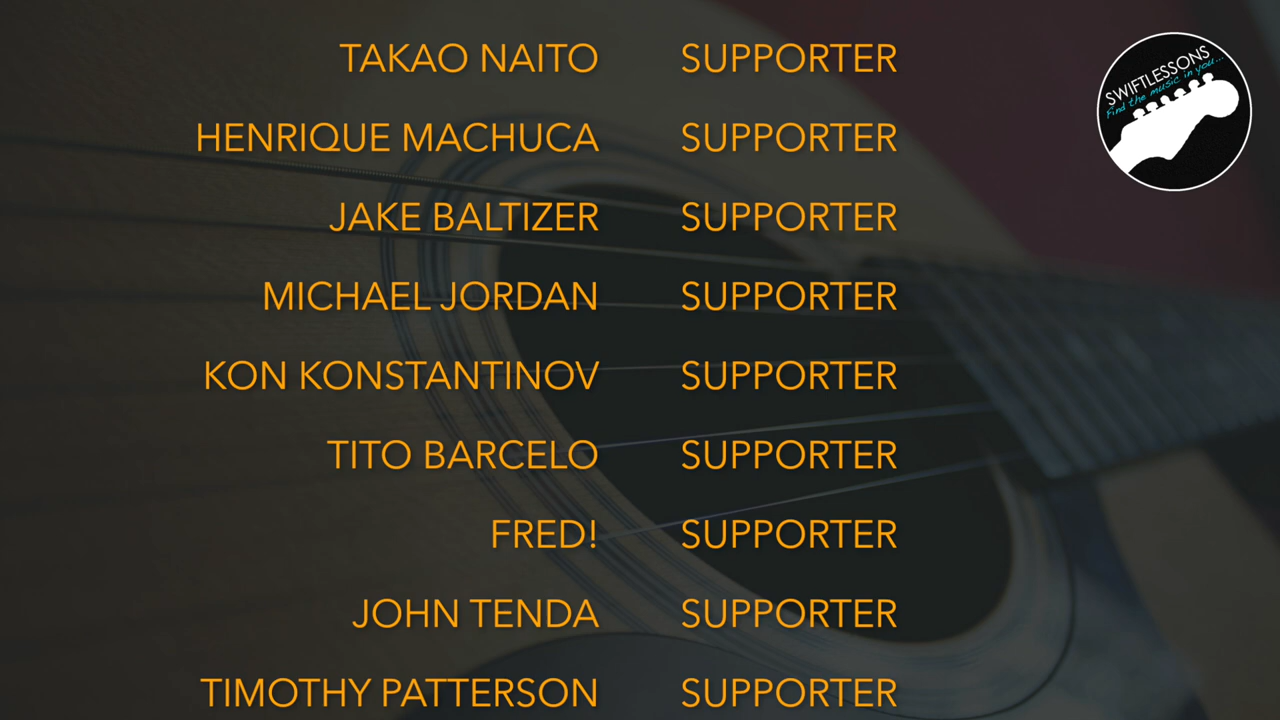 TAKAO NAITO SUPPORTER
HENRIQUE MACHUCA SUPPORTER
JAKE BALTIZER SUPPORTER
MICHAEL JORDAN SUPPORTER
KON KONSTANTINOV SUPPORTER
TITO BARCELO SUPPORTER
FRED! SUPPORTER
JOHN TENDA SUPPORTER
TIMOTHY PATTERSON SUPPORTER
SWIFTLESSONS
Find the music in you...